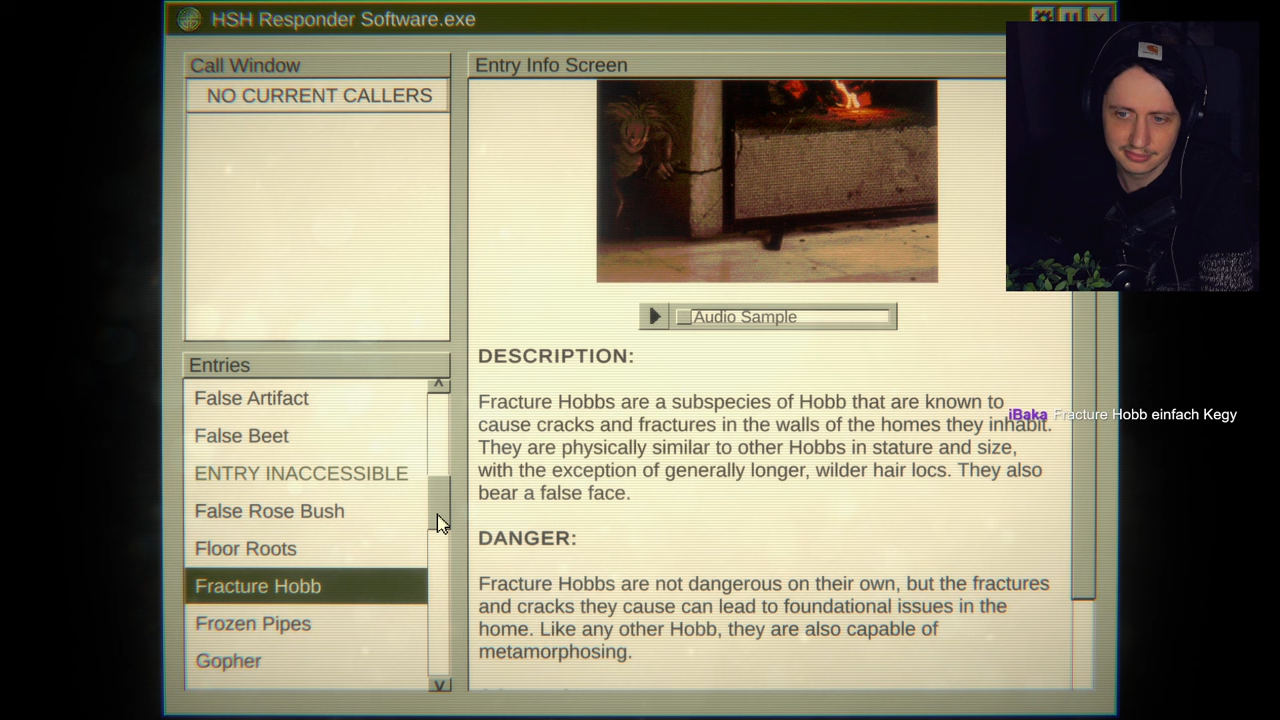 HSH Responder Software.exe
Call Window
NO CURRENT CALLERS
Entries
False Artifact
False Beet
ENTRY INACCESSIBLE
False Rose Bush
Floor Roots
Fracture Hobb
Frozen Pipes
Gopher
Entry Info Screen
Audio Sample
DESCRIPTION:
Fracture Hobbs are a subspecies of Hobb that are known to
cause cracks and fractures in the walls of the homes they inhabit.
They are physically similar to other Hobbs in stature and size,
with the exception of generally longer, wilder hair locs. They also
bear a false face.
DANGER:
Fracture Hobbs are not dangerous on their own, but the fractures
and cracks they cause can lead to foundational issues in the
home. Like any other Hobb, they are also capable of
metamorphosing.
iBaka Fracture Hobb einfach Kegy